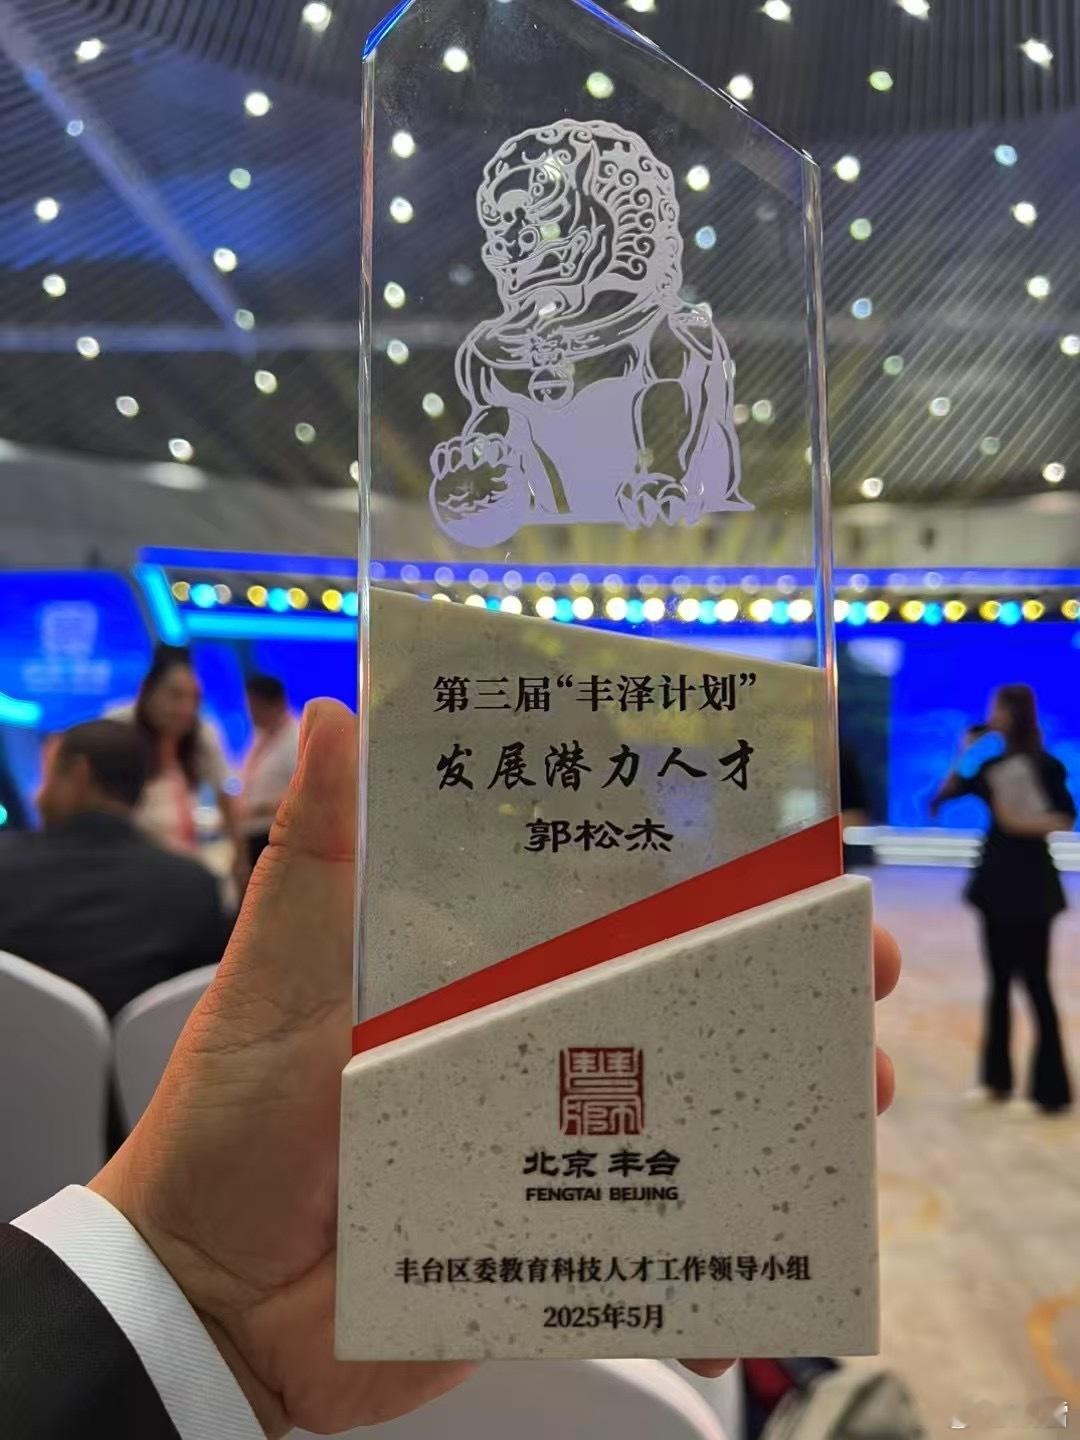 第三届“丰泽计划”
发展潜力人才
郭松杰
北京 丰台
FENGTAI BEIJING
丰台区委教育科技人才工作领导小组
2025年5月